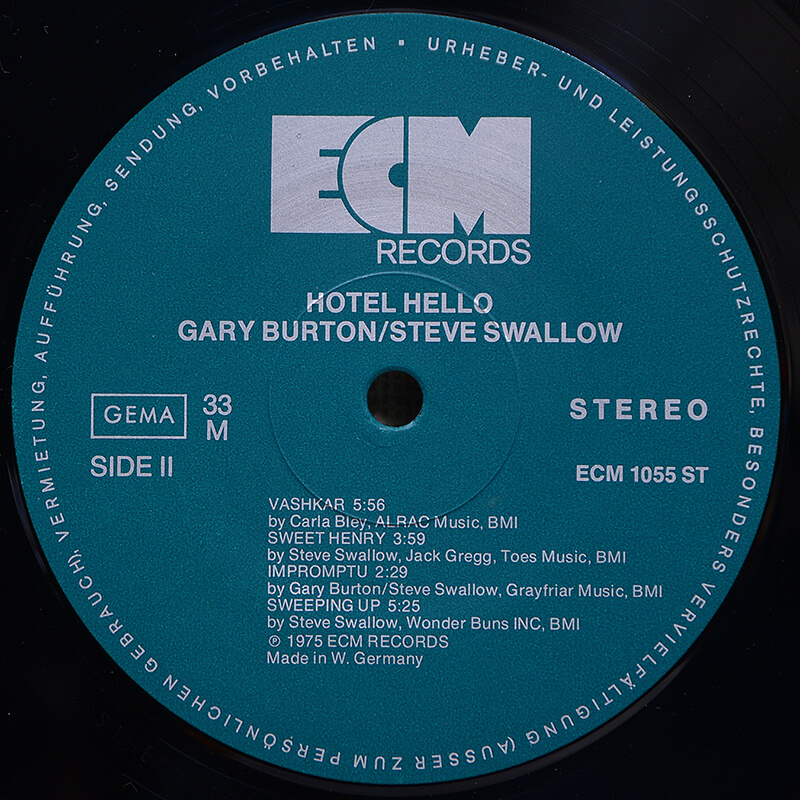 URHEBER- UND LEISTUNGSSCHUTZRECHTE, BESONDERS VERVIELFÄLTIGUNG (AUSSER ZUM PERSÖNLICHEN GEBRAUCH), VERMIETUNG, AUFFÜHRUNG, SENDUNG, VORBEHALTEN •
ECM
RECORDS
HOTEL HELLO
GARY BURTON/STEVE SWALLOW
GEMA 33 STEREO
M
SIDE II ECM 1055 ST
VASHKAR 5:56
by Carla Bley, ALRAC Music, BMI
SWEET HENRY 3:59
by Steve Swallow, Jack Gregg, Toes Music, BMI
IMPROMPTU 2:29
by Gary Burton/Steve Swallow, Grayfriar Music, BMI
SWEEPING UP 5:25
by Steve Swallow, Wonder Buns INC, BMI
℗ 1975 ECM RECORDS
Made in W. Germany